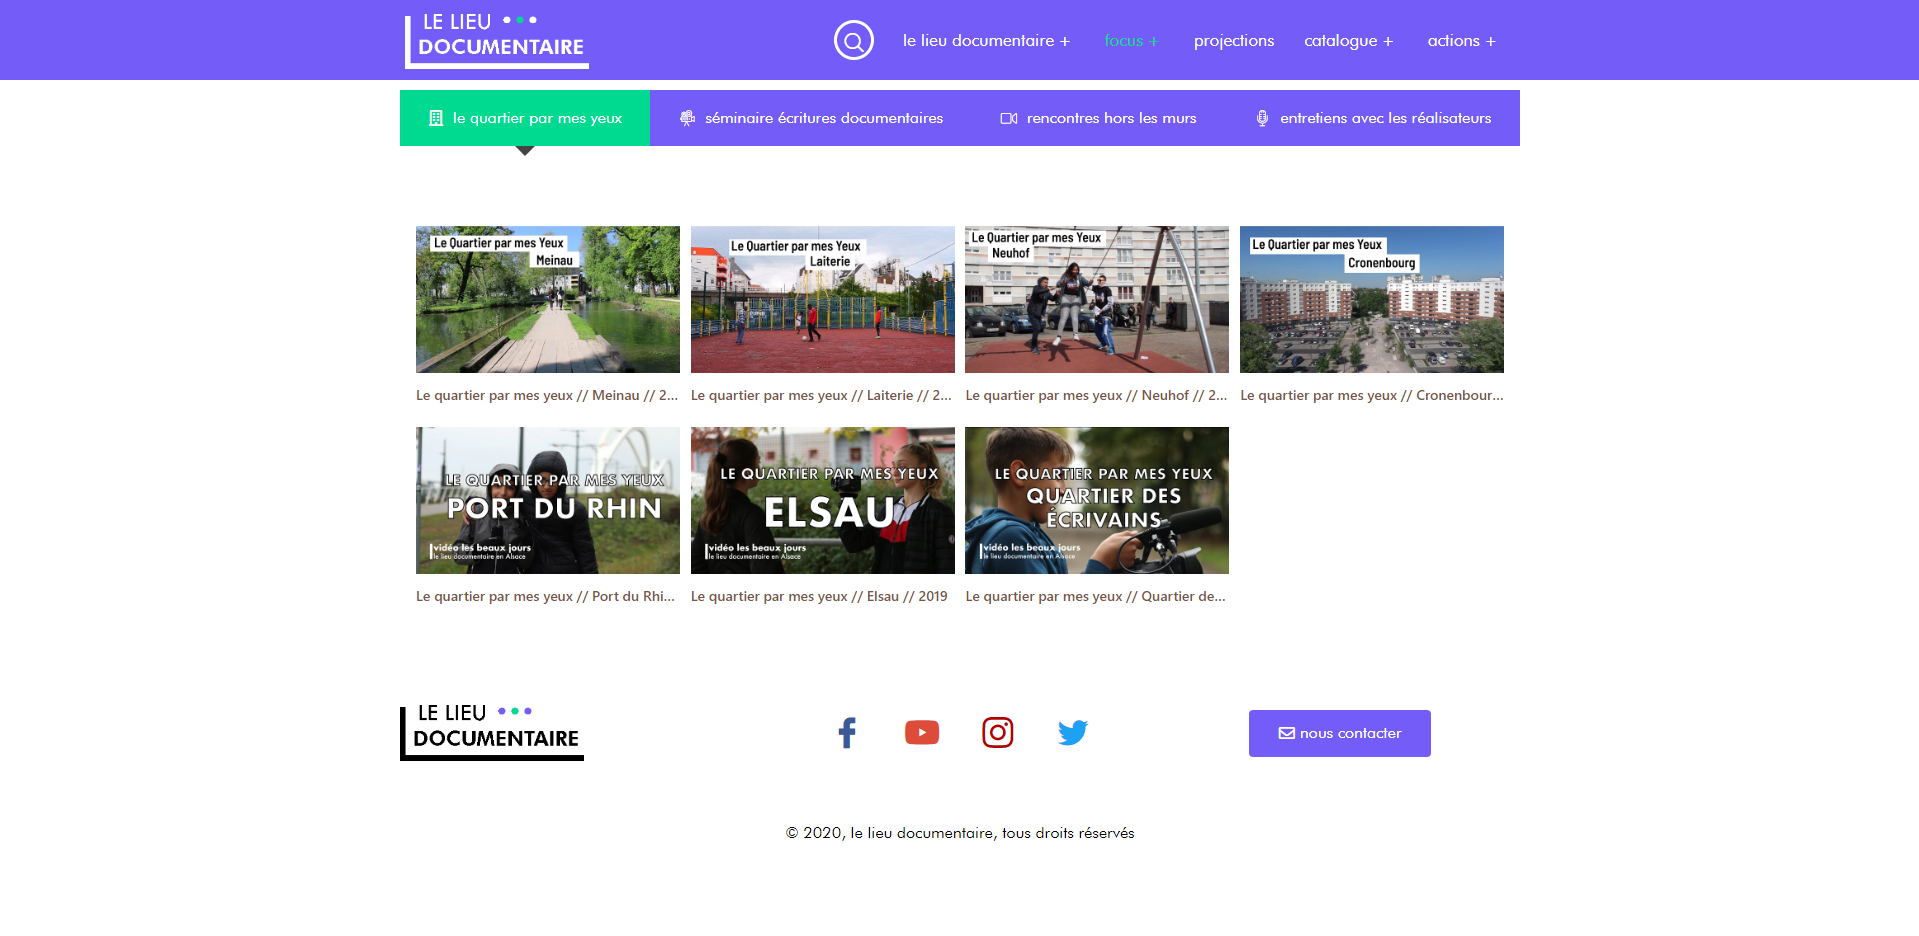 LE LIEU
DOCUMENTAIRE
le lieu documentaire +
focus +
projections
catalogue +
actions +
le quartier par mes yeux
séminaire écritures documentaires
rencontres hors les murs
entretiens avec les réalisateurs
Le Quartier par mes Yeux
Meinau
Le Quartier par mes Yeux
Laiterie
Le Quartier par mes Yeux
Neuhof
Le Quartier par mes Yeux
Cronenbourg
Le quartier par mes yeux // Meinau // 2...
Le quartier par mes yeux // Laiterie // 2...
Le quartier par mes yeux // Neuhof // 2...
Le quartier par mes yeux // Cronenbour...
LE QUARTIER PAR MES YEUX
PORT DU RHIN
vidéo les beaux jours
le lieu documentaire en Alsace
LE QUARTIER PAR MES YEUX
ELSAU
vidéo les beaux jours
le lieu documentaire en Alsace
LE QUARTIER PAR MES YEUX
QUARTIER DES
ÉCRIVAINS
vidéo les beaux jours
le lieu documentaire en Alsace
Le quartier par mes yeux // Port du Rhi...
Le quartier par mes yeux // Elsau // 2019
Le quartier par mes yeux // Quartier de...
LE LIEU
DOCUMENTAIRE
nous contacter
© 2020, le lieu documentaire, tous droits réservés